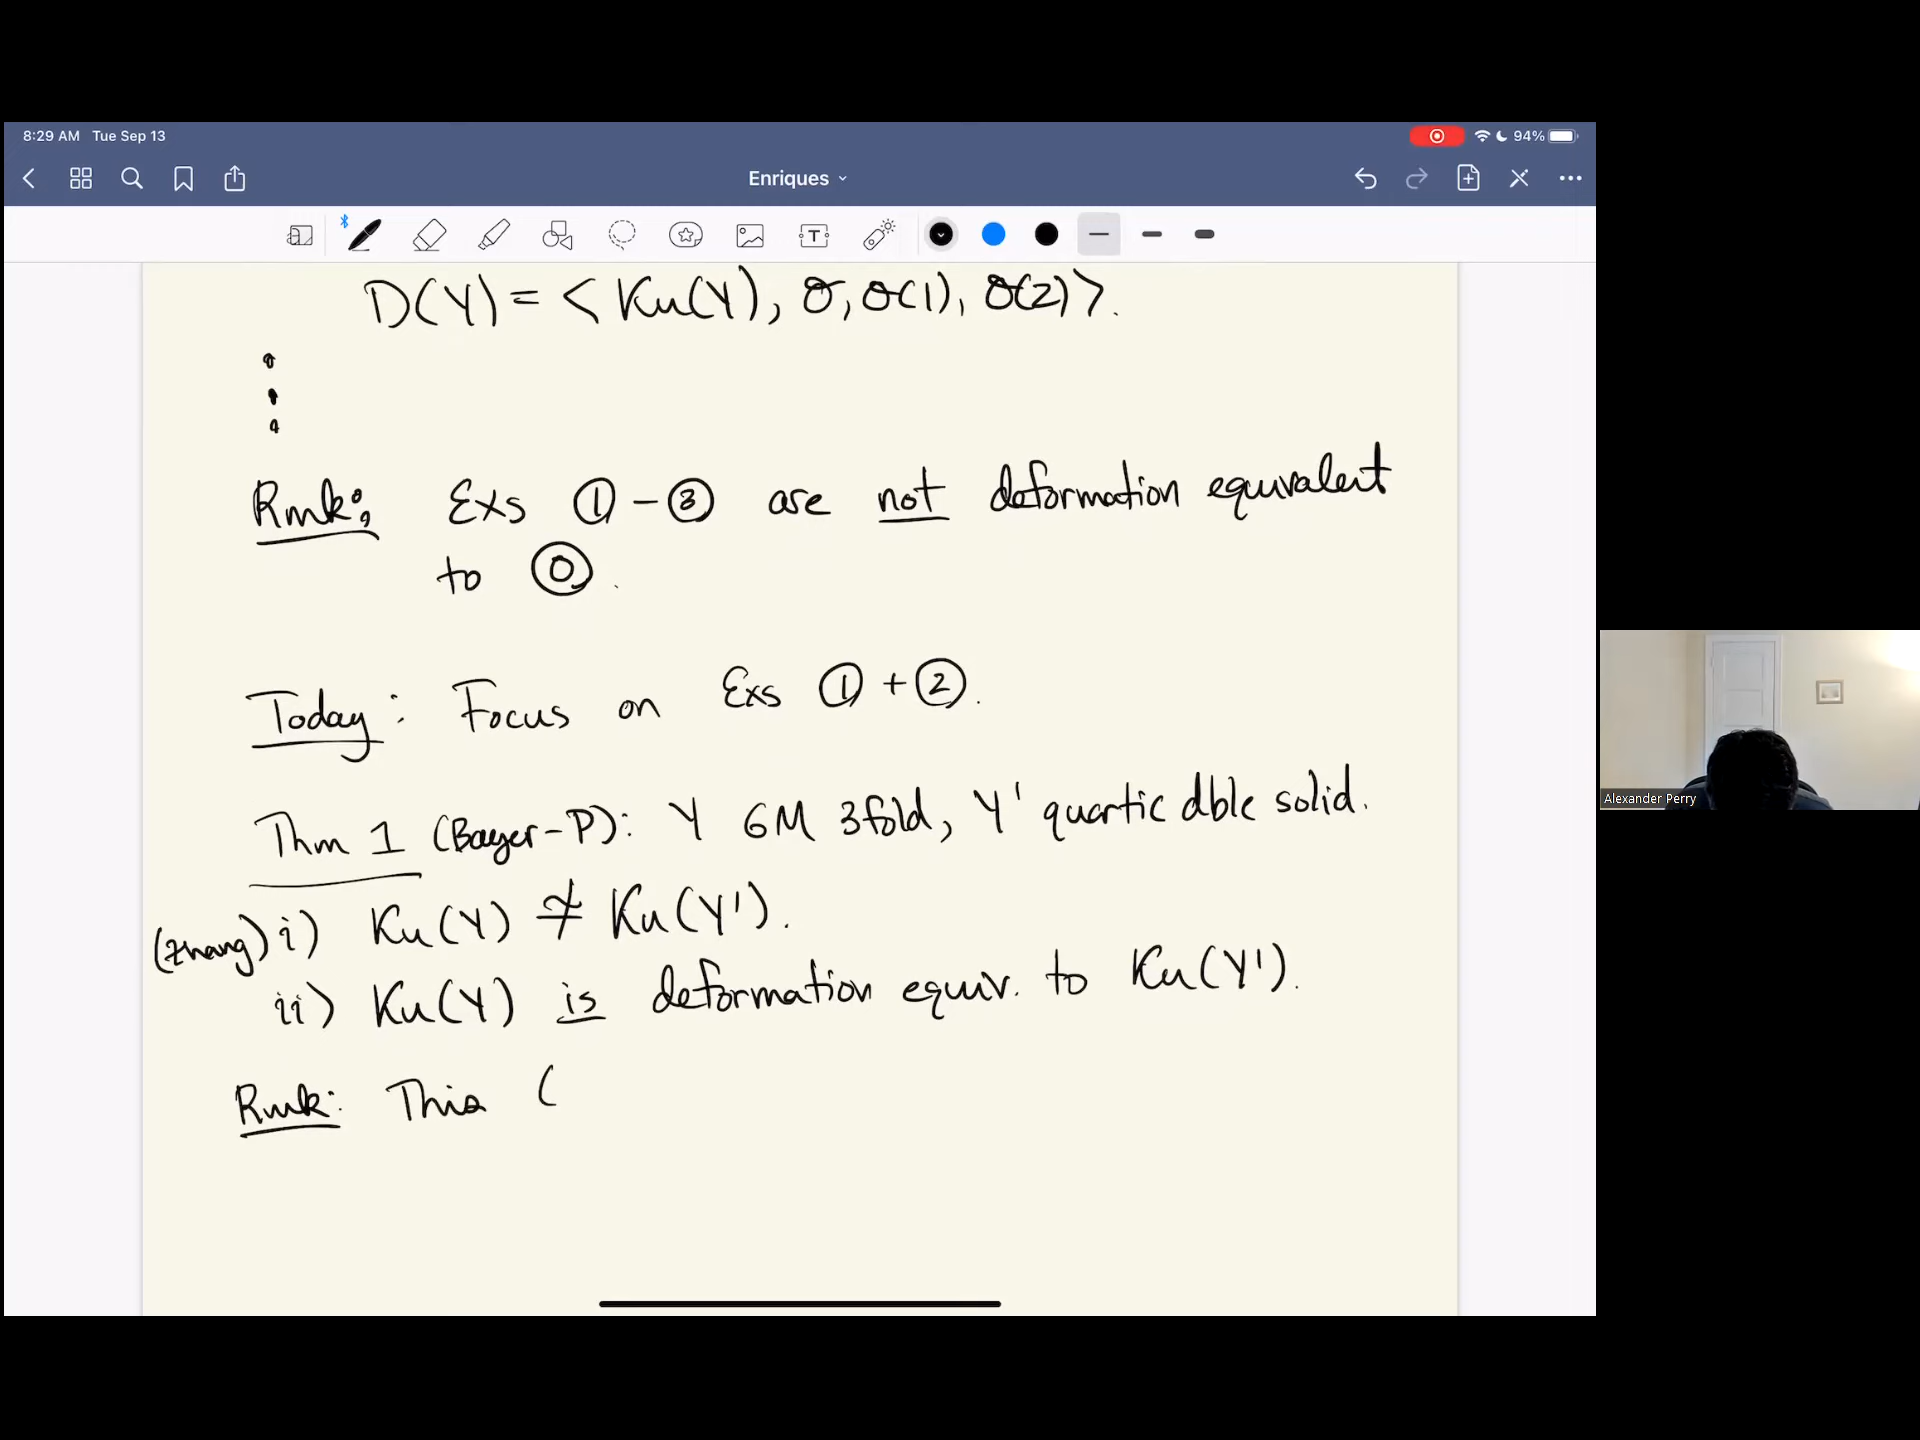 8:29 AM Tue Sep 13
94%
Enriques
D(Y) = < Ku(Y), O, O(1), O(2) >.
Rmk: Exs ① - ③ are not deformation equivalent
to ⓪.
Today: Focus on Exs ① + ②.
Thm 1 (Bayer-P): Y GM 3fold, Y' quartic dble solid.
(Zhang) i) Ku(Y) ≄ Ku(Y').
ii) Ku(Y) is deformation equiv. to Ku(Y').
Rmk: This (
Alexander Perry